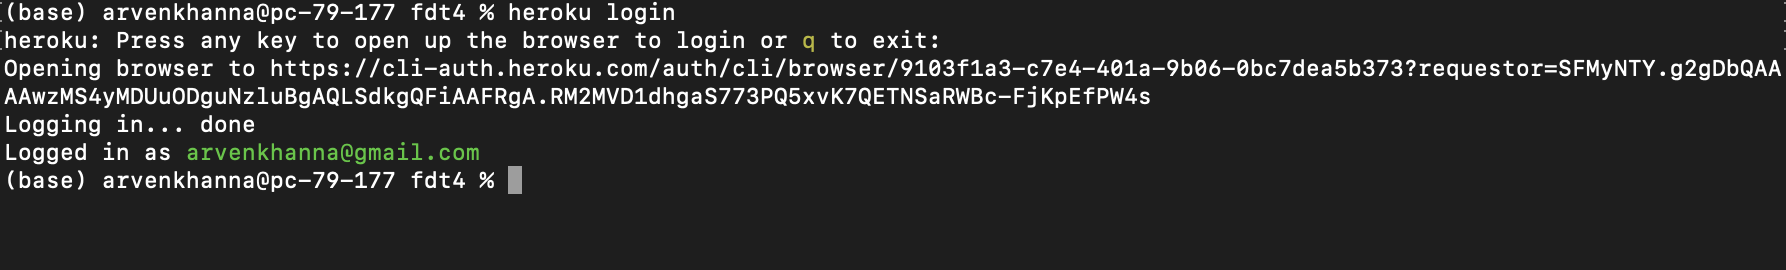 (base) arvenkhanna@pc-79-177 fdt4 % heroku login
heroku: Press any key to open up the browser to login or q to exit:
Opening browser to https://cli-auth.heroku.com/auth/cli/browser/9103f1a3-c7e4-401a-9b06-0bc7dea5b373?requestor=SFMyNTY.g2gDbQAA
AAwzMS4yMDUuODguNzluBgAQLSdkgQFiAAFRgA.RM2MVD1dhgaS773PQ5xvK7QETNSaRWBc-FjKpEfPW4s
Logging in... done
Logged in as arvenkhanna@gmail.com
(base) arvenkhanna@pc-79-177 fdt4 %